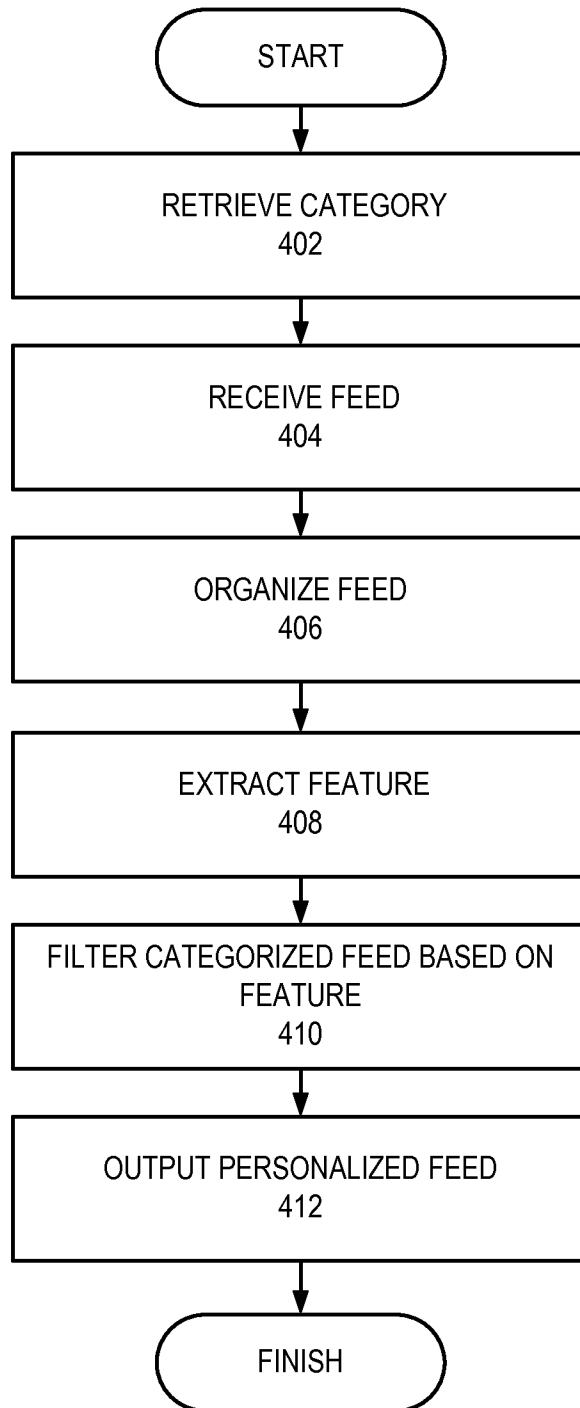 START
RETRIEVE CATEGORY
402
RECEIVE FEED
404
ORGANIZE FEED
406
EXTRACT FEATURE
408
FILTER CATEGORIZED FEED BASED ON
FEATURE
410
OUTPUT PERSONALIZED FEED
412
FINISH